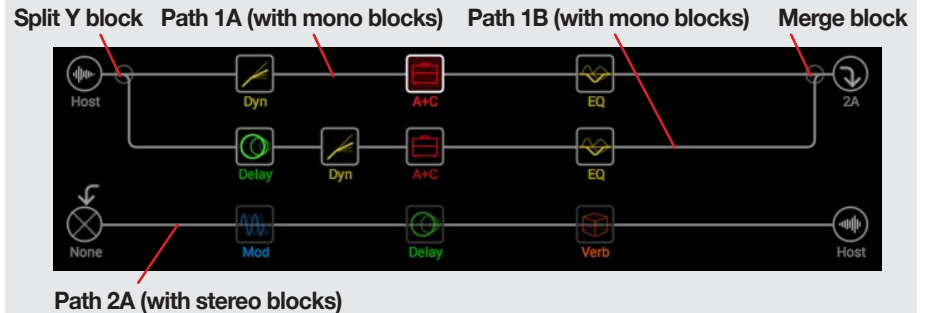 Split Y block Path 1A (with mono blocks) Path 1B (with mono blocks) Merge block
Host Dyn A+C EQ 2A
Delay Dyn A+C EQ
None Mod Delay Verb Host
Path 2A (with stereo blocks)